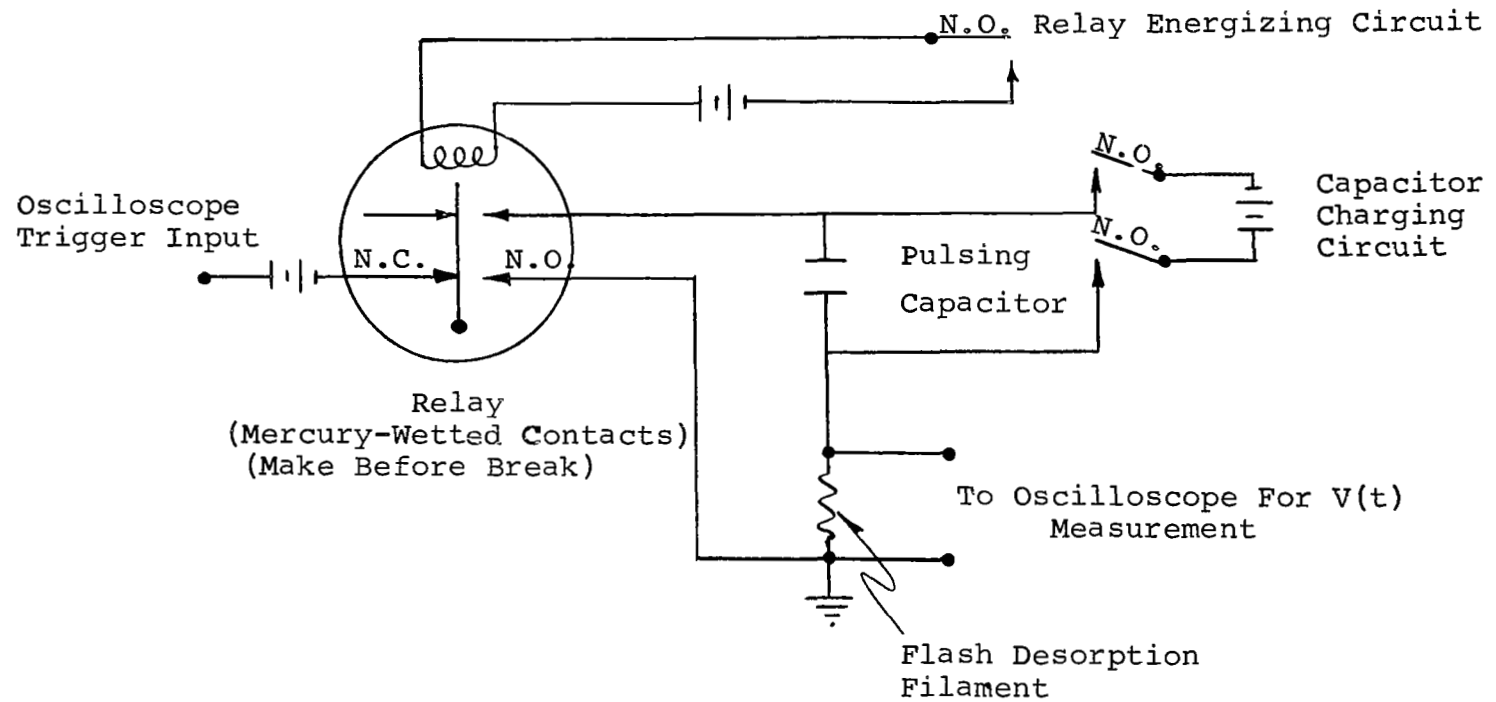 N.O. Relay Energizing Circuit
N.O.
Capacitor
Charging
Circuit
Oscilloscope
Trigger Input
N.C.
N.O.
N.O.
Pulsing
Capacitor
Relay
(Mercury-Wetted Contacts)
(Make Before Break)
To Oscilloscope For V(t)
Measurement
Flash Desorption
Filament